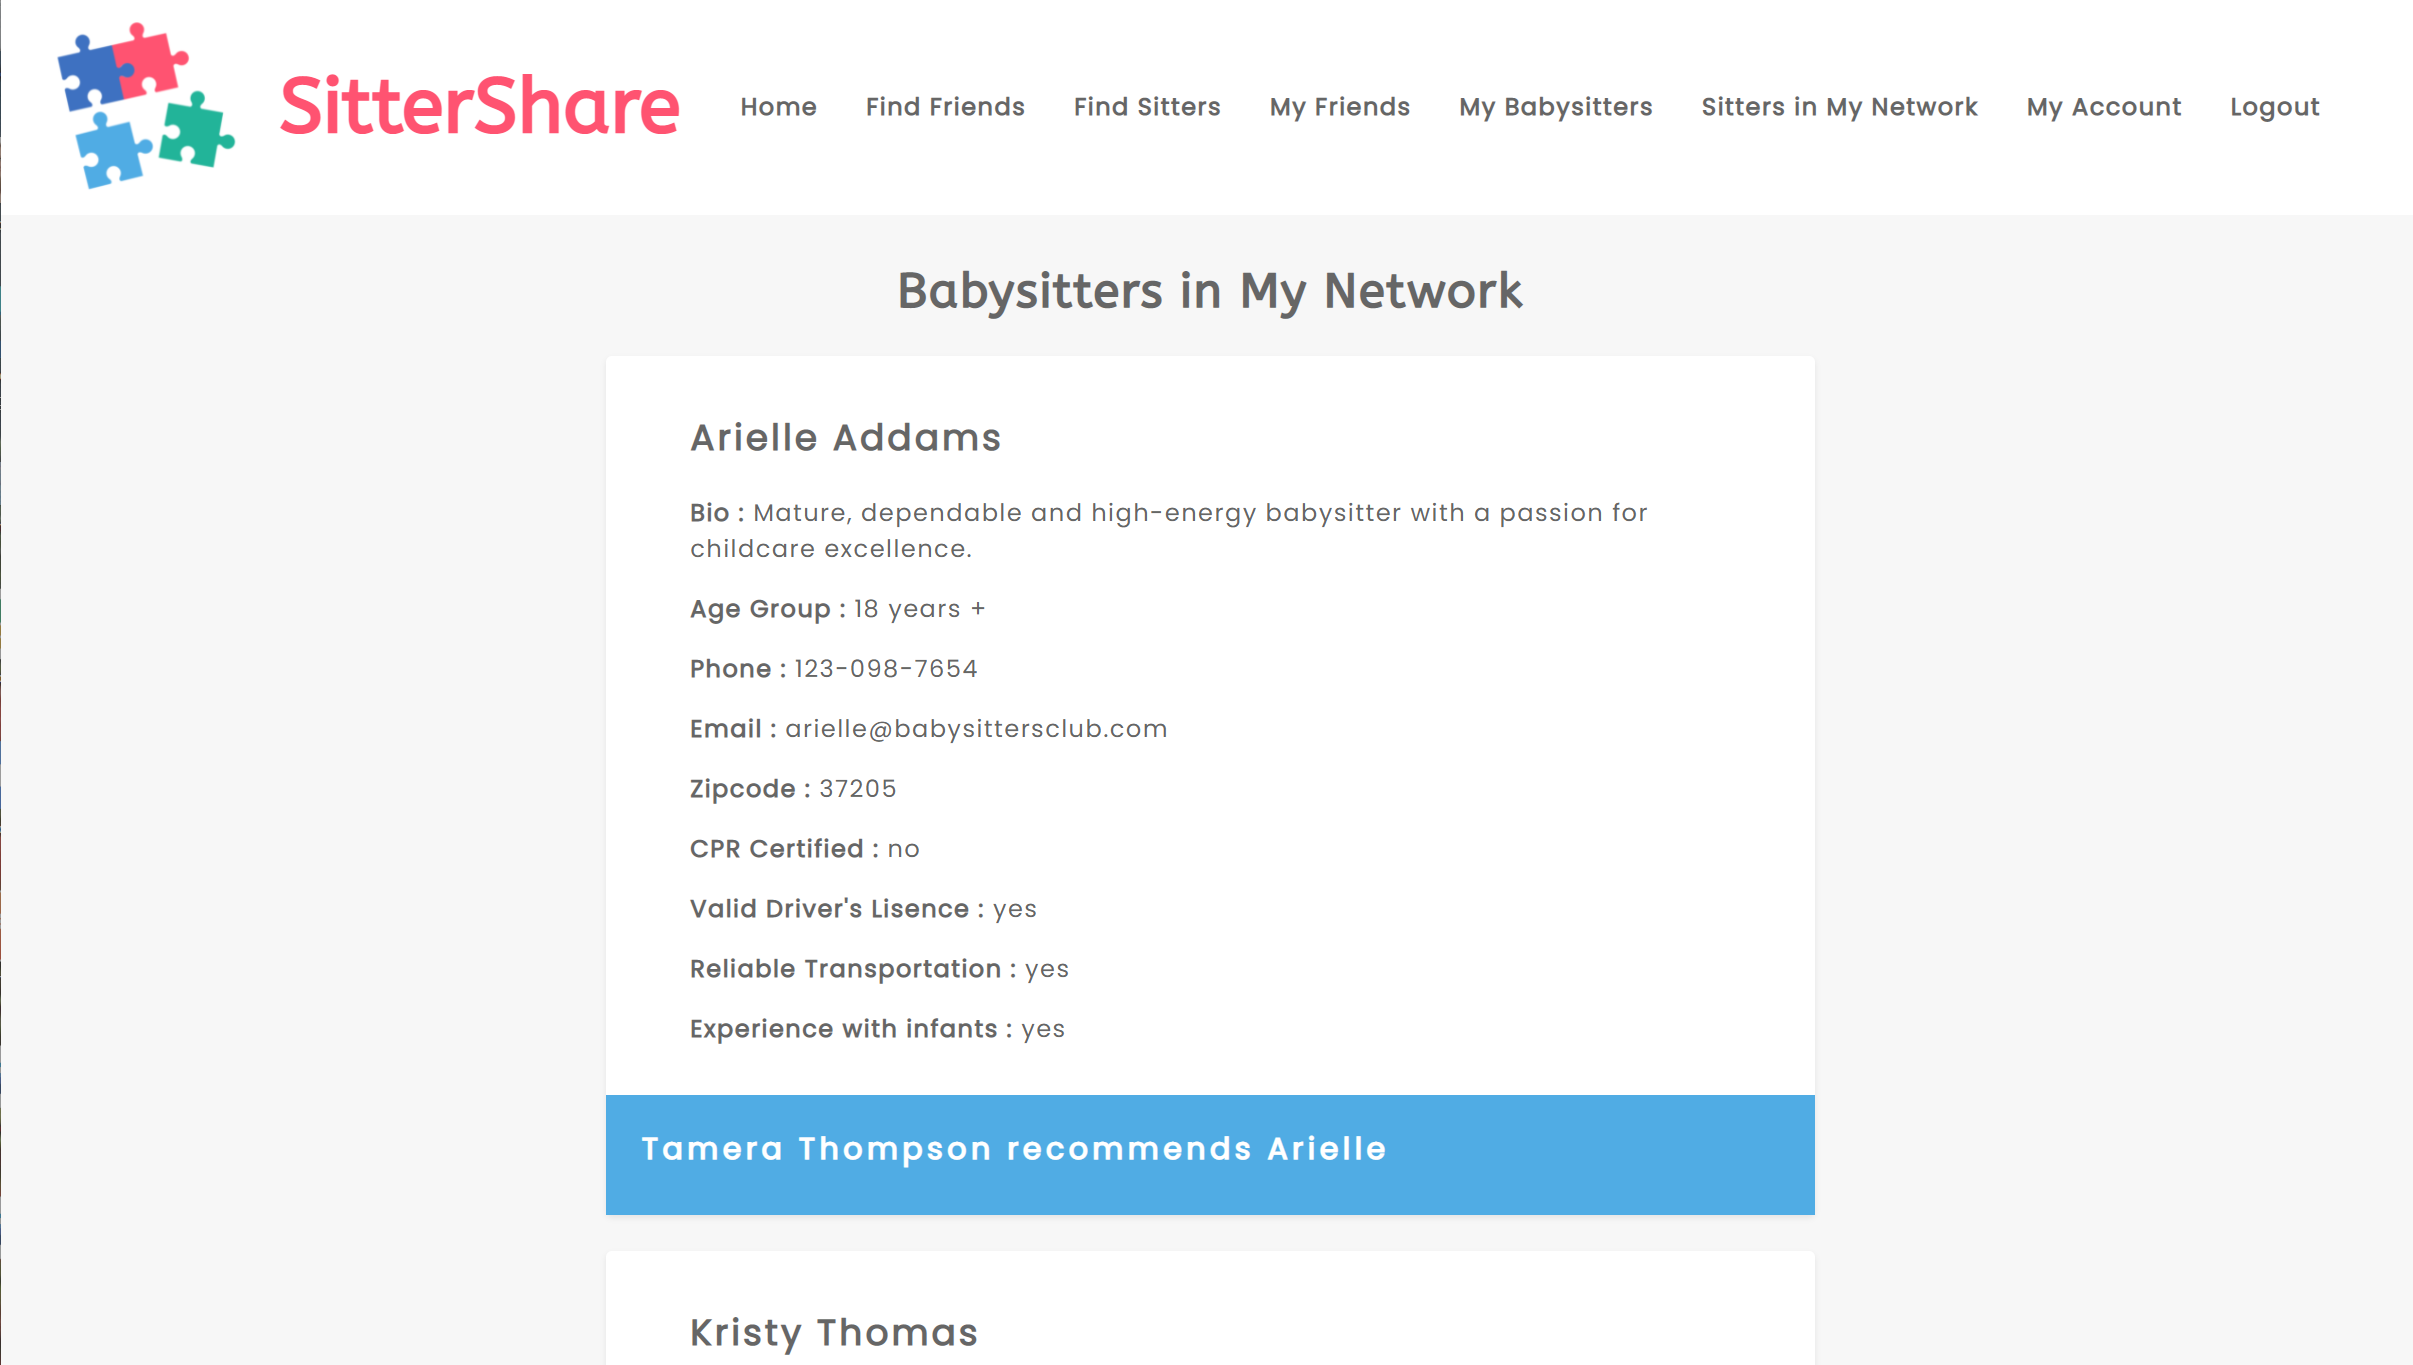 SitterShare
Home Find Friends Find Sitters My Friends My Babysitters Sitters in My Network My Account Logout
Babysitters in My Network
Arielle Addams
Bio : Mature, dependable and high-energy babysitter with a passion for
childcare excellence.
Age Group : 18 years +
Phone : 123-098-7654
Email : arielle@babysittersclub.com
Zipcode : 37205
CPR Certified : no
Valid Driver's Lisence : yes
Reliable Transportation : yes
Experience with infants : yes
Tamera Thompson recommends Arielle
Kristy Thomas